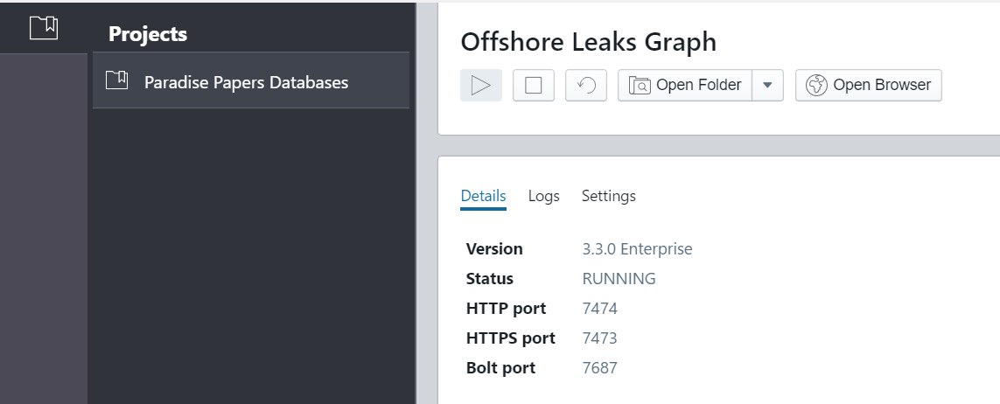 Projects
Paradise Papers Databases
Offshore Leaks Graph
Open Folder
Open Browser
Details Logs Settings
Version 3.3.0 Enterprise
Status RUNNING
HTTP port 7474
HTTPS port 7473
Bolt port 7687